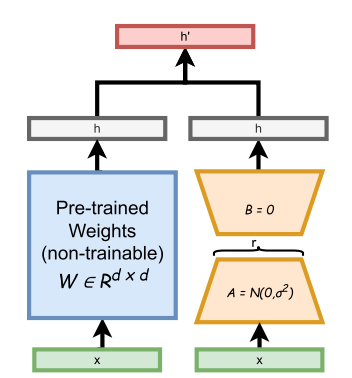 h'
h
h
Pre-trained
Weights
(non-trainable)
W ∈ R^{d × d}
B = 0
r
A = N(0,σ²)
x
x